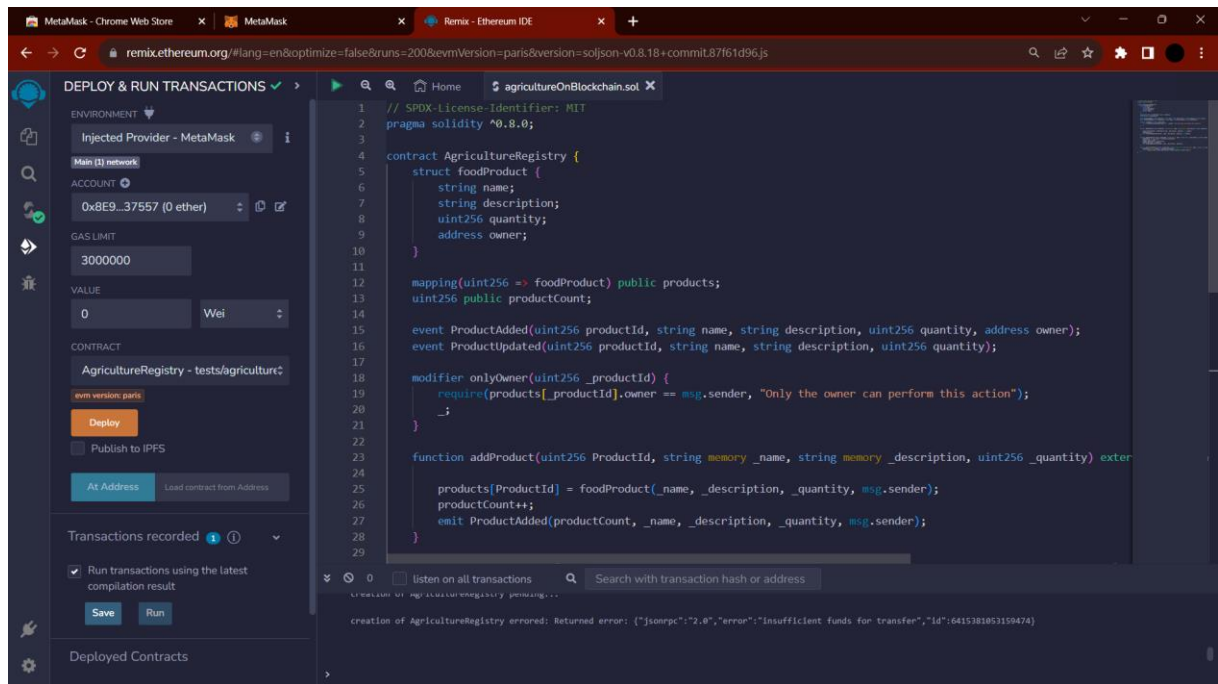 MetaMask - Chrome Web Store
MetaMask
Remix - Ethereum IDE
remix.ethereum.org/#lang=en&optimize=false&runs=200&evmVersion=paris&version=soljson-v0.8.18+commit.87f61d96.js
DEPLOY & RUN TRANSACTIONS
ENVIRONMENT
Injected Provider - MetaMask
Main (1) network
ACCOUNT
0x8E9...37557 (0 ether)
GAS LIMIT
3000000
VALUE
0 Wei
CONTRACT
AgricultureRegistry - tests/agriculture
evm version: paris
Deploy
Publish to IPFS
At Address Load contract from Address
Transactions recorded 1
Run transactions using the latest
compilation result
Save Run
Deployed Contracts
Home agricultureOnBlockchain.sol
1 // SPDX-License-Identifier: MIT
2 pragma solidity ^0.8.0;
3
4 contract AgricultureRegistry {
5 struct foodProduct {
6 string name;
7 string description;
8 uint256 quantity;
9 address owner;
10 }
11
12 mapping(uint256 => foodProduct) public products;
13 uint256 public productCount;
14
15 event ProductAdded(uint256 productId, string name, string description, uint256 quantity, address owner);
16 event ProductUpdated(uint256 productId, string name, string description, uint256 quantity);
17
18 modifier onlyOwner(uint256 _productId) {
19 require(products[_productId].owner == msg.sender, "Only the owner can perform this action");
20 _;
21 }
22
23 function addProduct(uint256 ProductId, string memory _name, string memory _description, uint256 _quantity) exter
24
25 products[ProductId] = foodProduct(_name, _description, _quantity, msg.sender);
26 productCount++;
27 emit ProductAdded(productCount, _name, _description, _quantity, msg.sender);
28 }
29
0 listen on all transactions Search with transaction hash or address
creation of AgricultureRegistry pending...
creation of AgricultureRegistry errored: Returned error: {"jsonrpc":"2.0","error":"insufficient funds for transfer","id":6415381053159474}
>